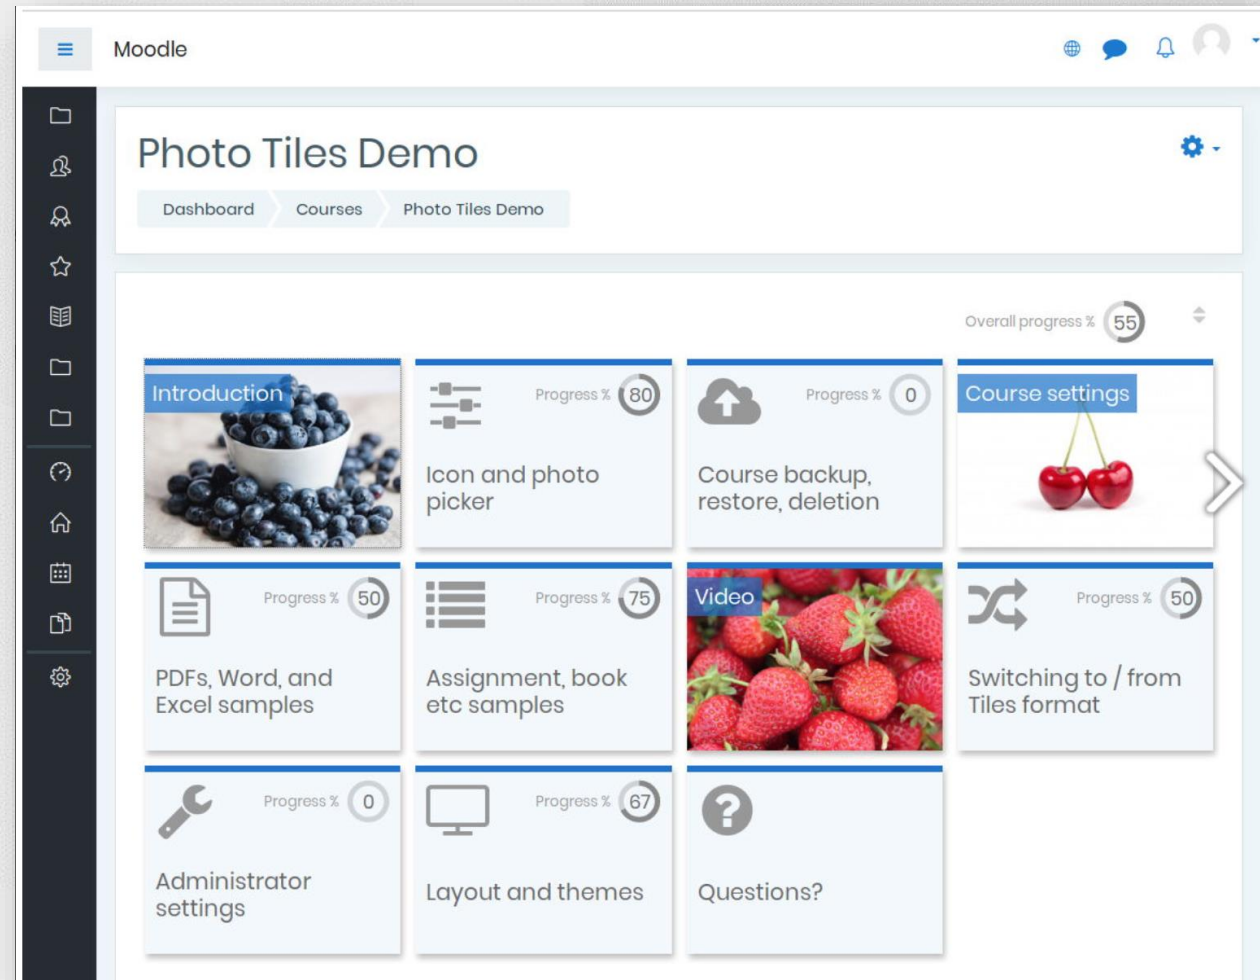 Moodle
Photo Tiles Demo
Dashboard Courses Photo Tiles Demo
Overall progress % 55
Introduction
Progress % 80
Icon and photo
picker
Progress % 0
Course backup,
restore, deletion
Course settings
Progress % 50
PDFs, Word, and
Excel samples
Progress % 75
Assignment, book
etc samples
Video
Progress % 50
Switching to / from
Tiles format
Progress % 0
Administrator
settings
Progress % 67
Layout and themes
?
Questions?